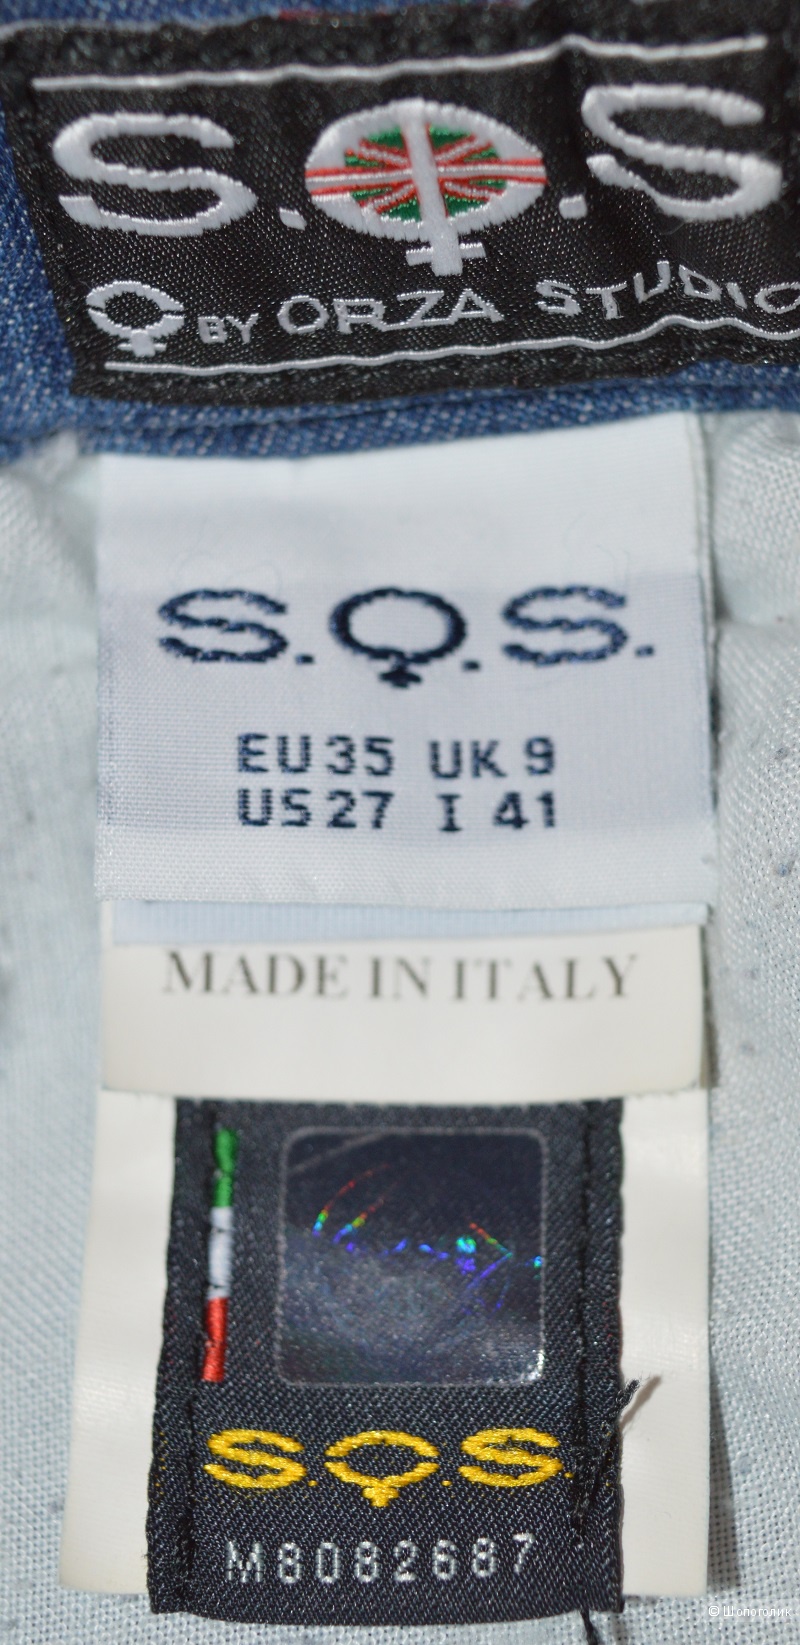 S.O.S
BY ORZA STUDIO
S.O.S.
EU 35 UK 9
US 27 I 41
MADE IN ITALY
S.O.S.
M8082687
© Шопоголик